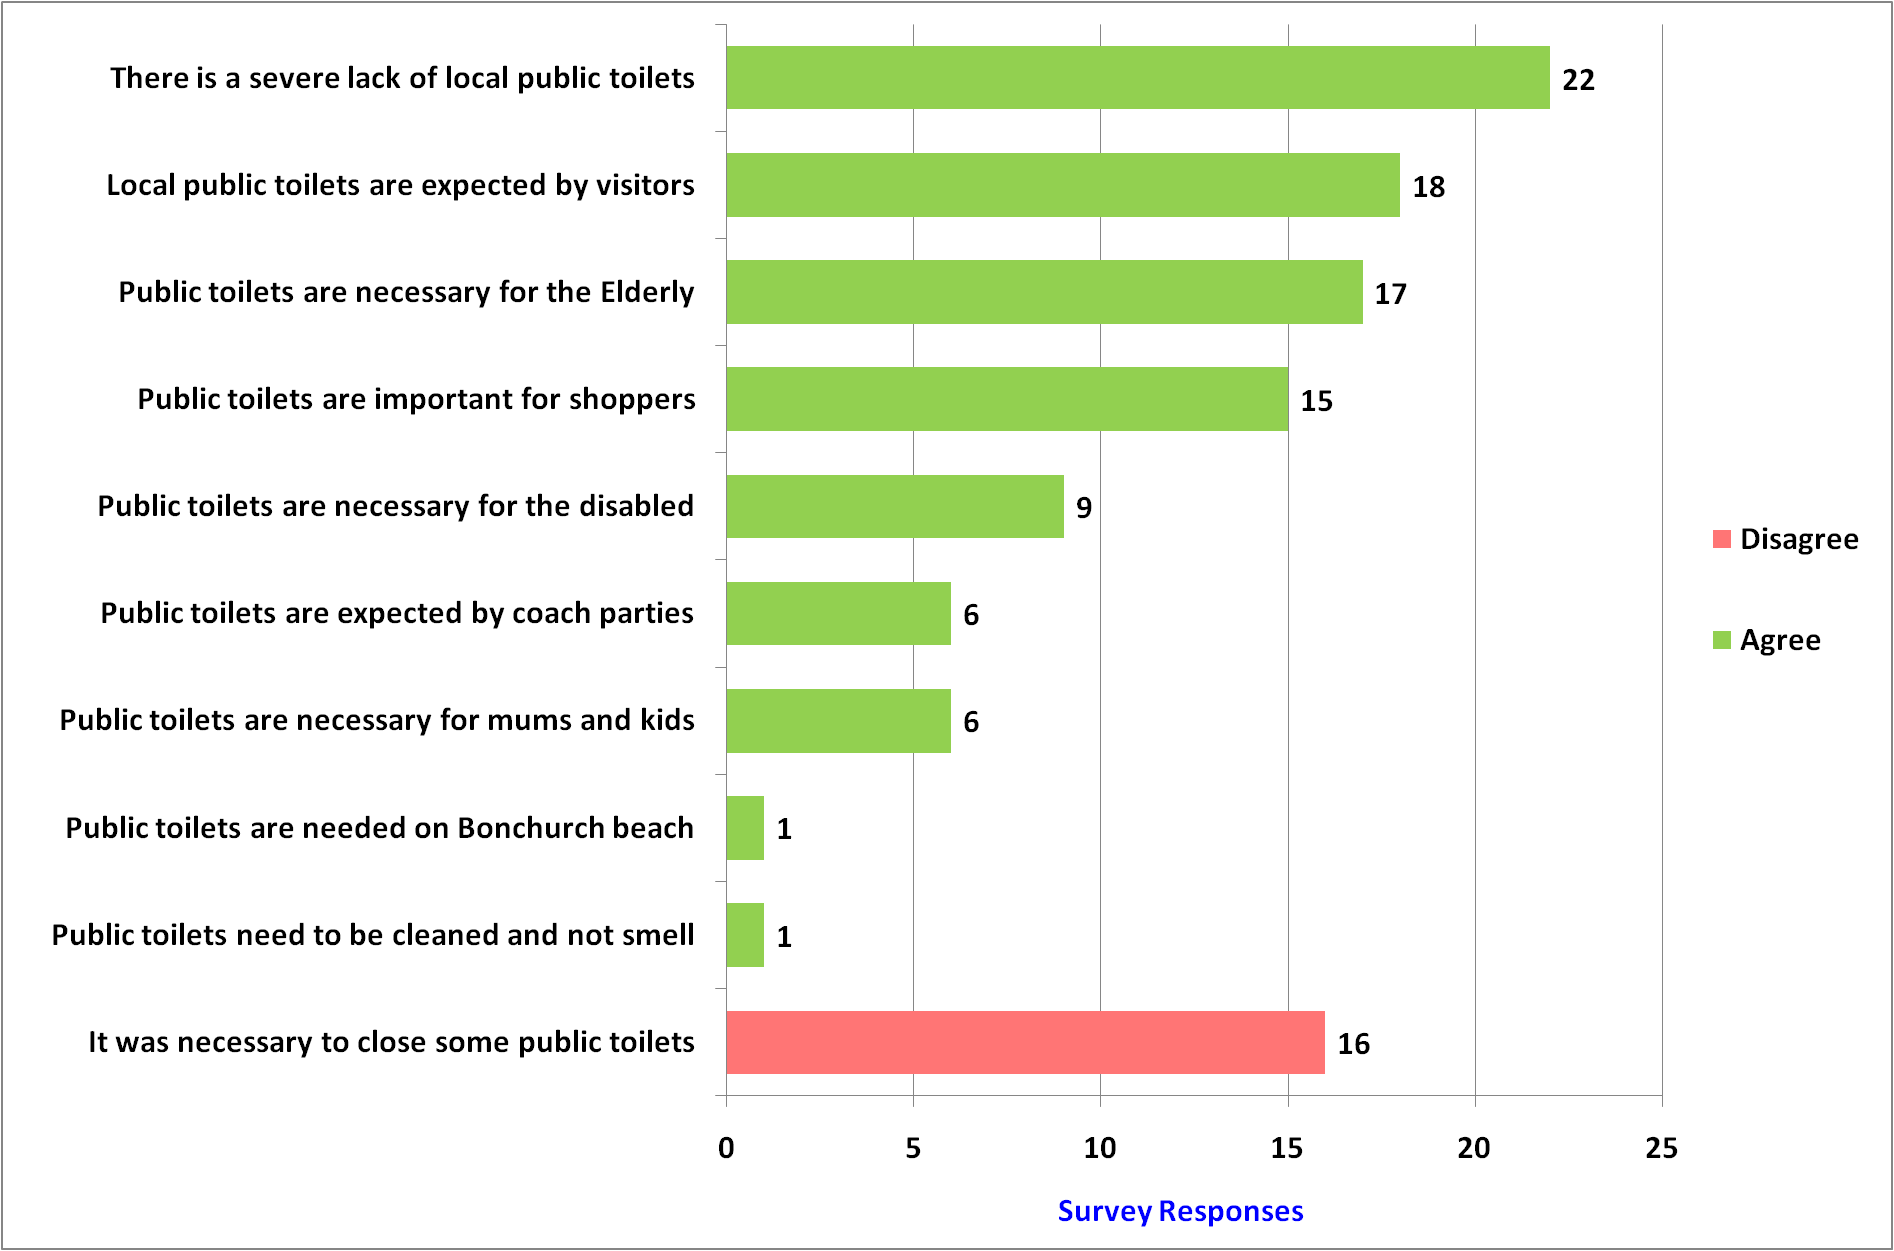 There is a severe lack of local public toilets 22
Local public toilets are expected by visitors 18
Public toilets are necessary for the Elderly 17
Public toilets are important for shoppers 15
Public toilets are necessary for the disabled 9
Public toilets are expected by coach parties 6
Public toilets are necessary for mums and kids 6
Public toilets are needed on Bonchurch beach 1
Public toilets need to be cleaned and not smell 1
It was necessary to close some public toilets 16
0 5 10 15 20 25
Survey Responses
Disagree
Agree